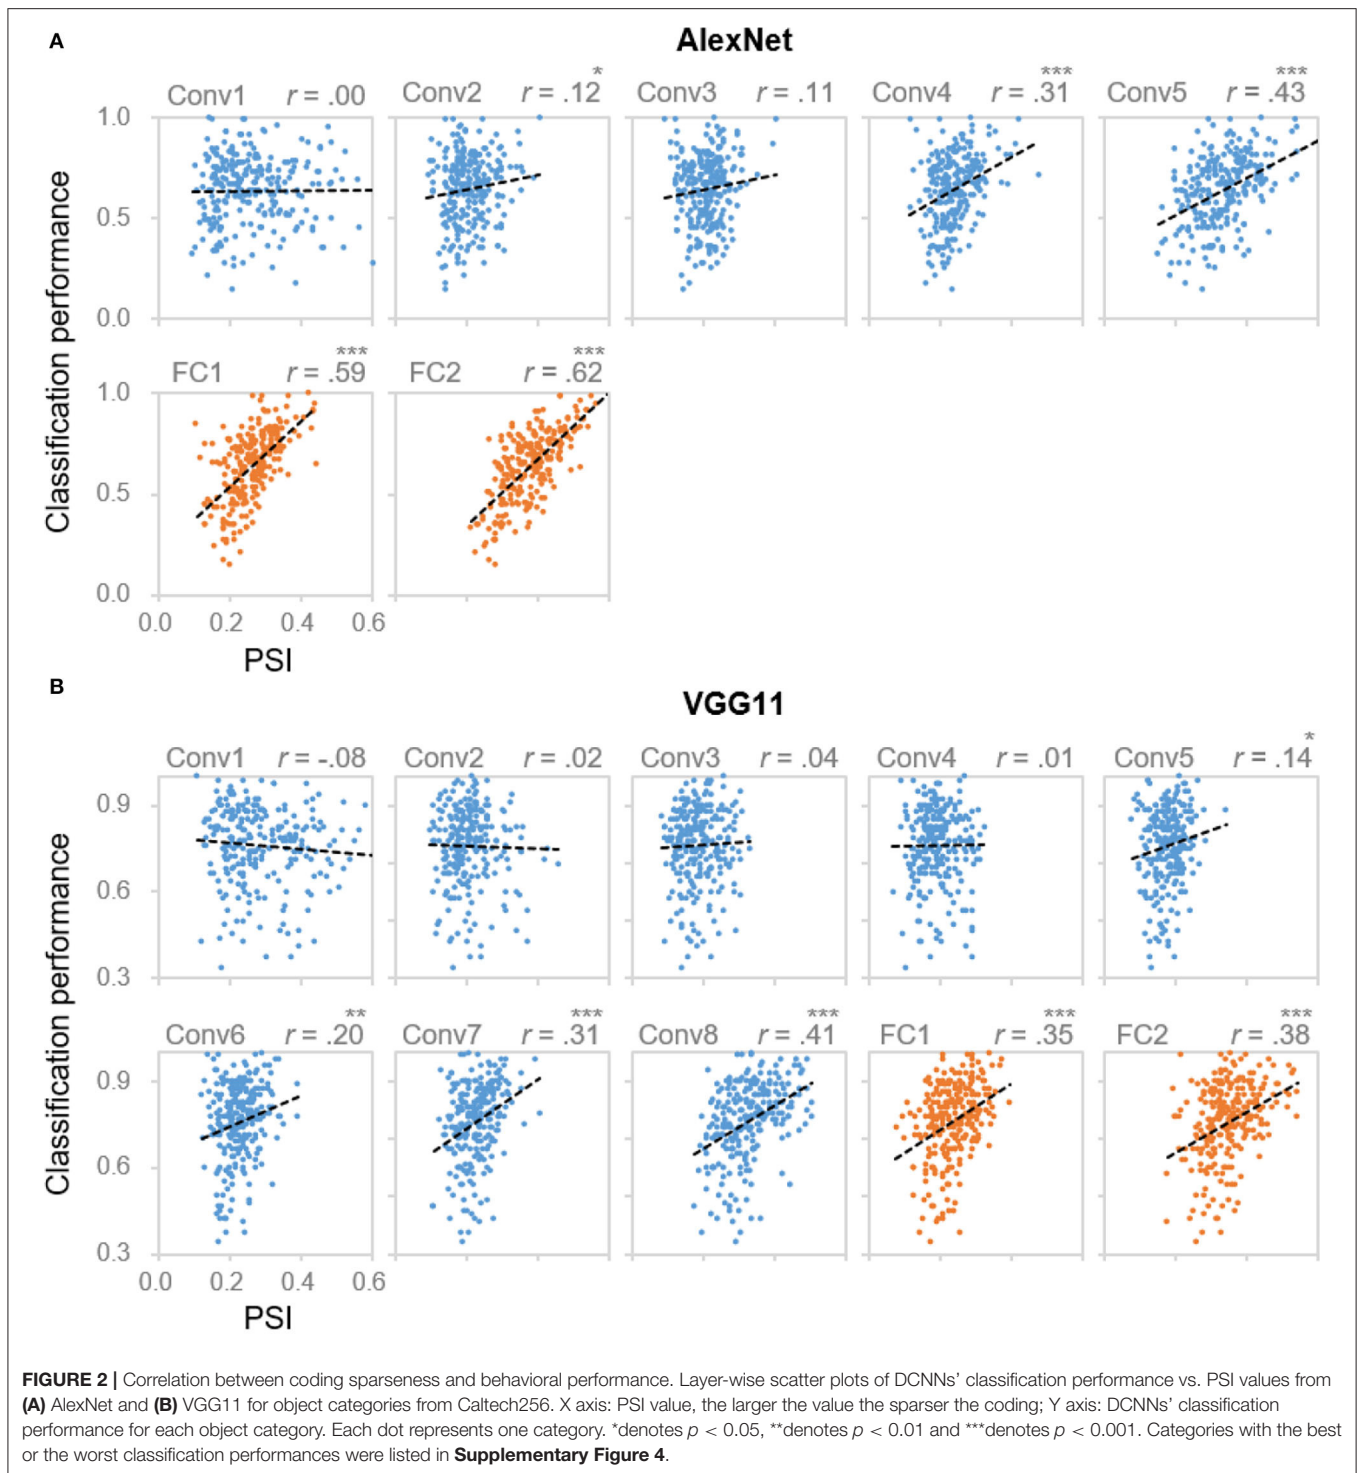 A
AlexNet
Conv1 r = .00
Conv2 r = .12 *
Conv3 r = .11
Conv4 r = .31 ***
Conv5 r = .43 ***
1.0
0.5
0.0
Classification performance
FC1 r = .59 ***
FC2 r = .62 ***
1.0
0.5
0.0
0.0 0.2 0.4 0.6
PSI
B
VGG11
Conv1 r = -.08
Conv2 r = .02
Conv3 r = .04
Conv4 r = .01
Conv5 r = .14 *
0.9
0.6
0.3
Classification performance
Conv6 r = .20 **
Conv7 r = .31 ***
Conv8 r = .41 ***
FC1 r = .35 ***
FC2 r = .38 ***
0.9
0.6
0.3
0.0 0.2 0.4 0.6
PSI
FIGURE 2 | Correlation between coding sparseness and behavioral performance. Layer-wise scatter plots of DCNNs' classification performance vs. PSI values from
(A) AlexNet and (B) VGG11 for object categories from Caltech256. X axis: PSI value, the larger the value the sparser the coding; Y axis: DCNNs' classification
performance for each object category. Each dot represents one category. *denotes p < 0.05, **denotes p < 0.01 and ***denotes p < 0.001. Categories with the best
or the worst classification performances were listed in Supplementary Figure 4.